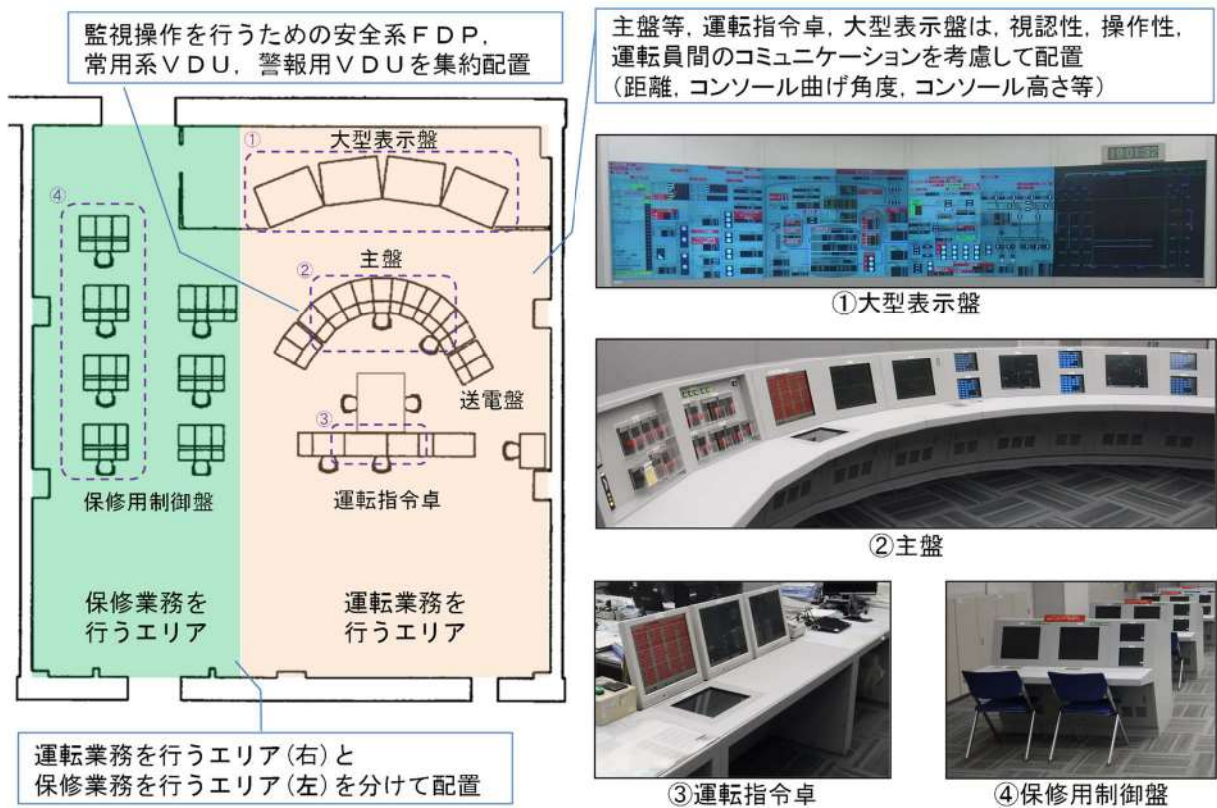 監視操作を行うための安全系ＦＤＰ，
常用系ＶＤＵ，警報用ＶＤＵを集約配置
主盤等，運転指令卓，大型表示盤は，視認性，操作性，
運転員間のコミュニケーションを考慮して配置
（距離，コンソール曲げ角度，コンソール高さ等）
①
大型表示盤
④
②
主盤
送電盤
③
保修用制御盤
運転指令卓
保修業務を
行うエリア
運転業務を
行うエリア
運転業務を行うエリア（右）と
保修業務を行うエリア（左）を分けて配置
①大型表示盤
②主盤
③運転指令卓
④保修用制御盤